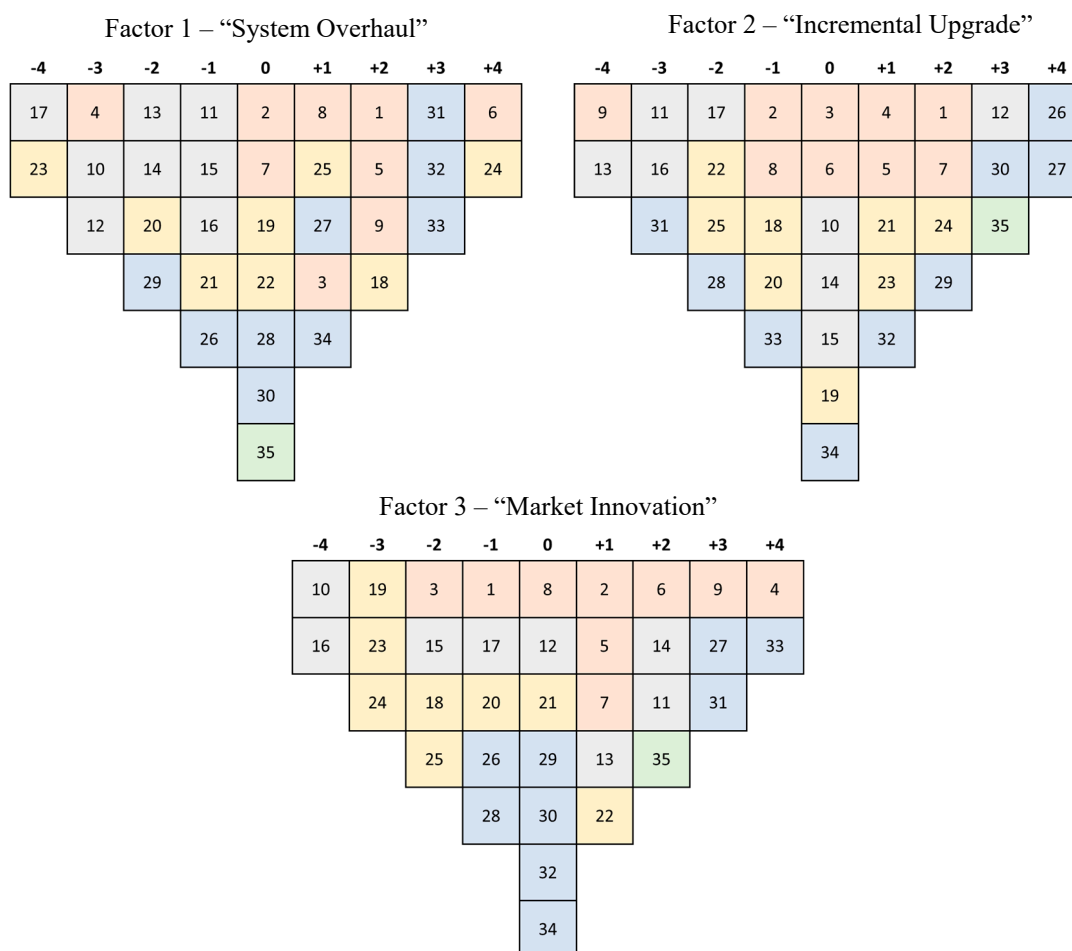 Factor 1 – “System Overhaul”
-4 -3 -2 -1 0 +1 +2 +3 +4
17 4 13 11 2 8 1 31 6
23 10 14 15 7 25 5 32 24
12 20 16 19 27 9 33
29 21 22 3 18
26 28 34
30
35
Factor 2 – “Incremental Upgrade”
-4 -3 -2 -1 0 +1 +2 +3 +4
9 11 17 2 3 4 1 12 26
13 16 22 8 6 5 7 30 27
31 25 18 10 21 24 35
28 20 14 23 29
33 15 32
19
34
Factor 3 – “Market Innovation”
-4 -3 -2 -1 0 +1 +2 +3 +4
10 19 3 1 8 2 6 9 4
16 23 15 17 12 5 14 27 33
24 18 20 21 7 11 31
25 26 29 13 35
28 30 22
32
34